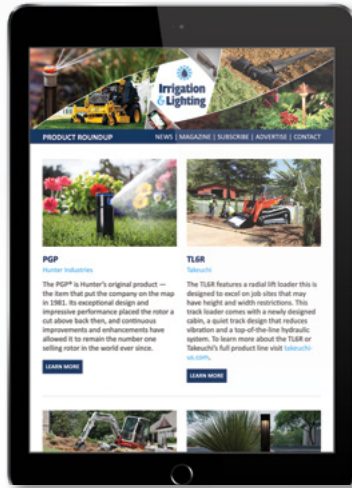 Irrigation
& Lighting
PRODUCT ROUNDUP
NEWS | MAGAZINE | SUBSCRIBE | ADVERTISE | CONTACT
PGP
Hunter Industries
The PGP® is Hunter's original product —
the item that put the company on the map
in 1981. Its exceptional design and
impressive performance placed the rotor a
cut above back then, and continuous
improvements and enhancements have
allowed it to remain the number one
selling rotor in the world ever since.
LEARN MORE
TL6R
Takeuchi
The TL6R features a radial lift loader this is
designed to excel on job sites that may
have height and width restrictions. This
track loader comes with a newly designed
cabin, a quiet track design that reduces
vibration and a top-of-the-line hydraulic
system. To learn more about the TL6R or
Takeuchi's full product line visit takeuchi-
us.com.
LEARN MORE